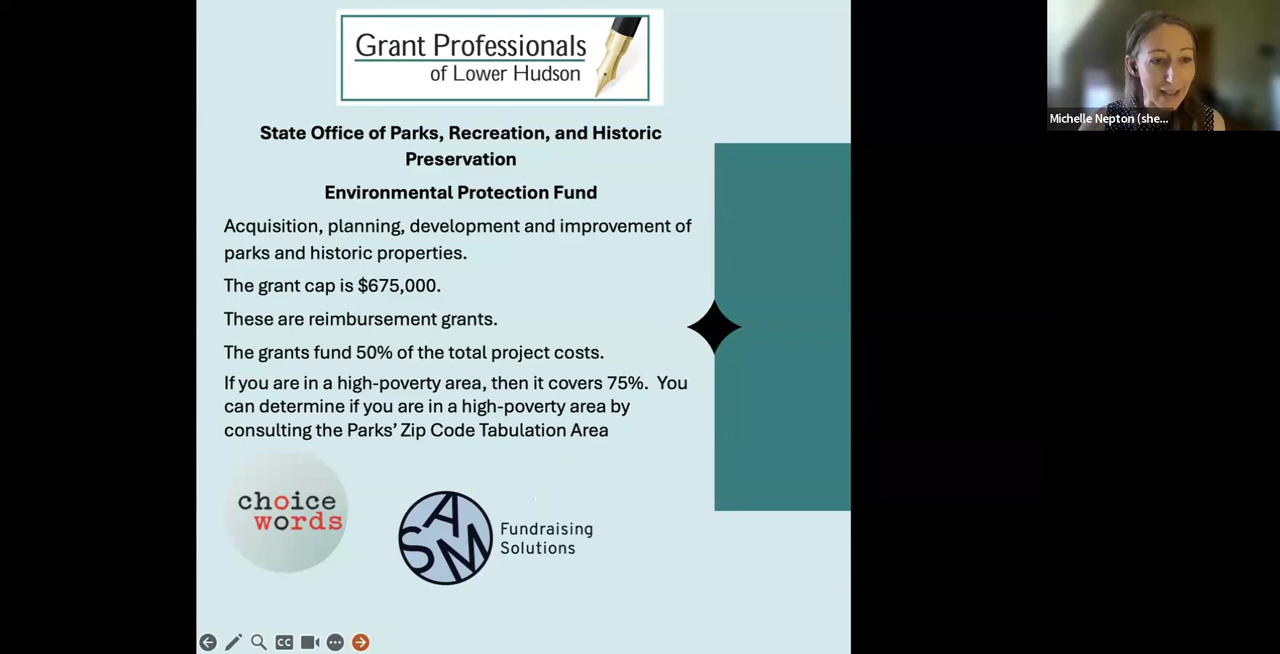 Grant Professionals
of Lower Hudson
Michelle Nepton (she...
State Office of Parks, Recreation, and Historic
Preservation
Environmental Protection Fund
Acquisition, planning, development and improvement of
parks and historic properties.
The grant cap is $675,000.
These are reimbursement grants.
The grants fund 50% of the total project costs.
If you are in a high-poverty area, then it covers 75%.  You
can determine if you are in a high-poverty area by
consulting the Parks’ Zip Code Tabulation Area
choice
words
SAM
Fundraising
Solutions
CC